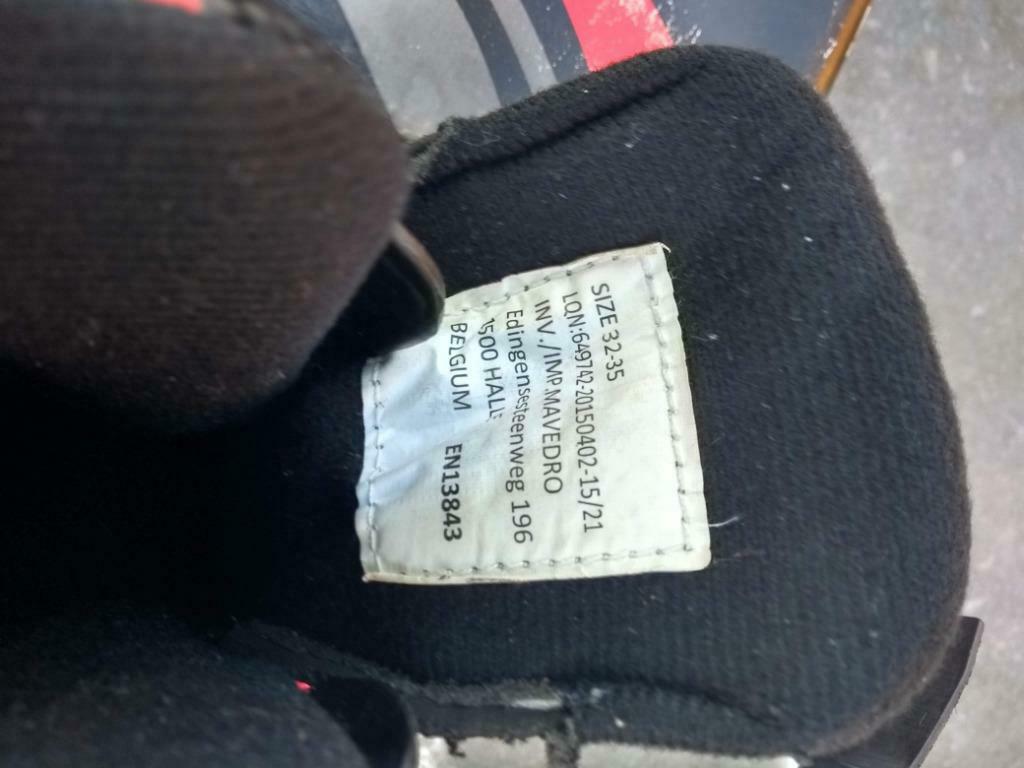 SIZE 32-35
LQN:649742-20150402-15/21
INV./IMP.MAVEDRO
Edingensesteenweg 196
1500 HALLE
BELGIUM EN13843